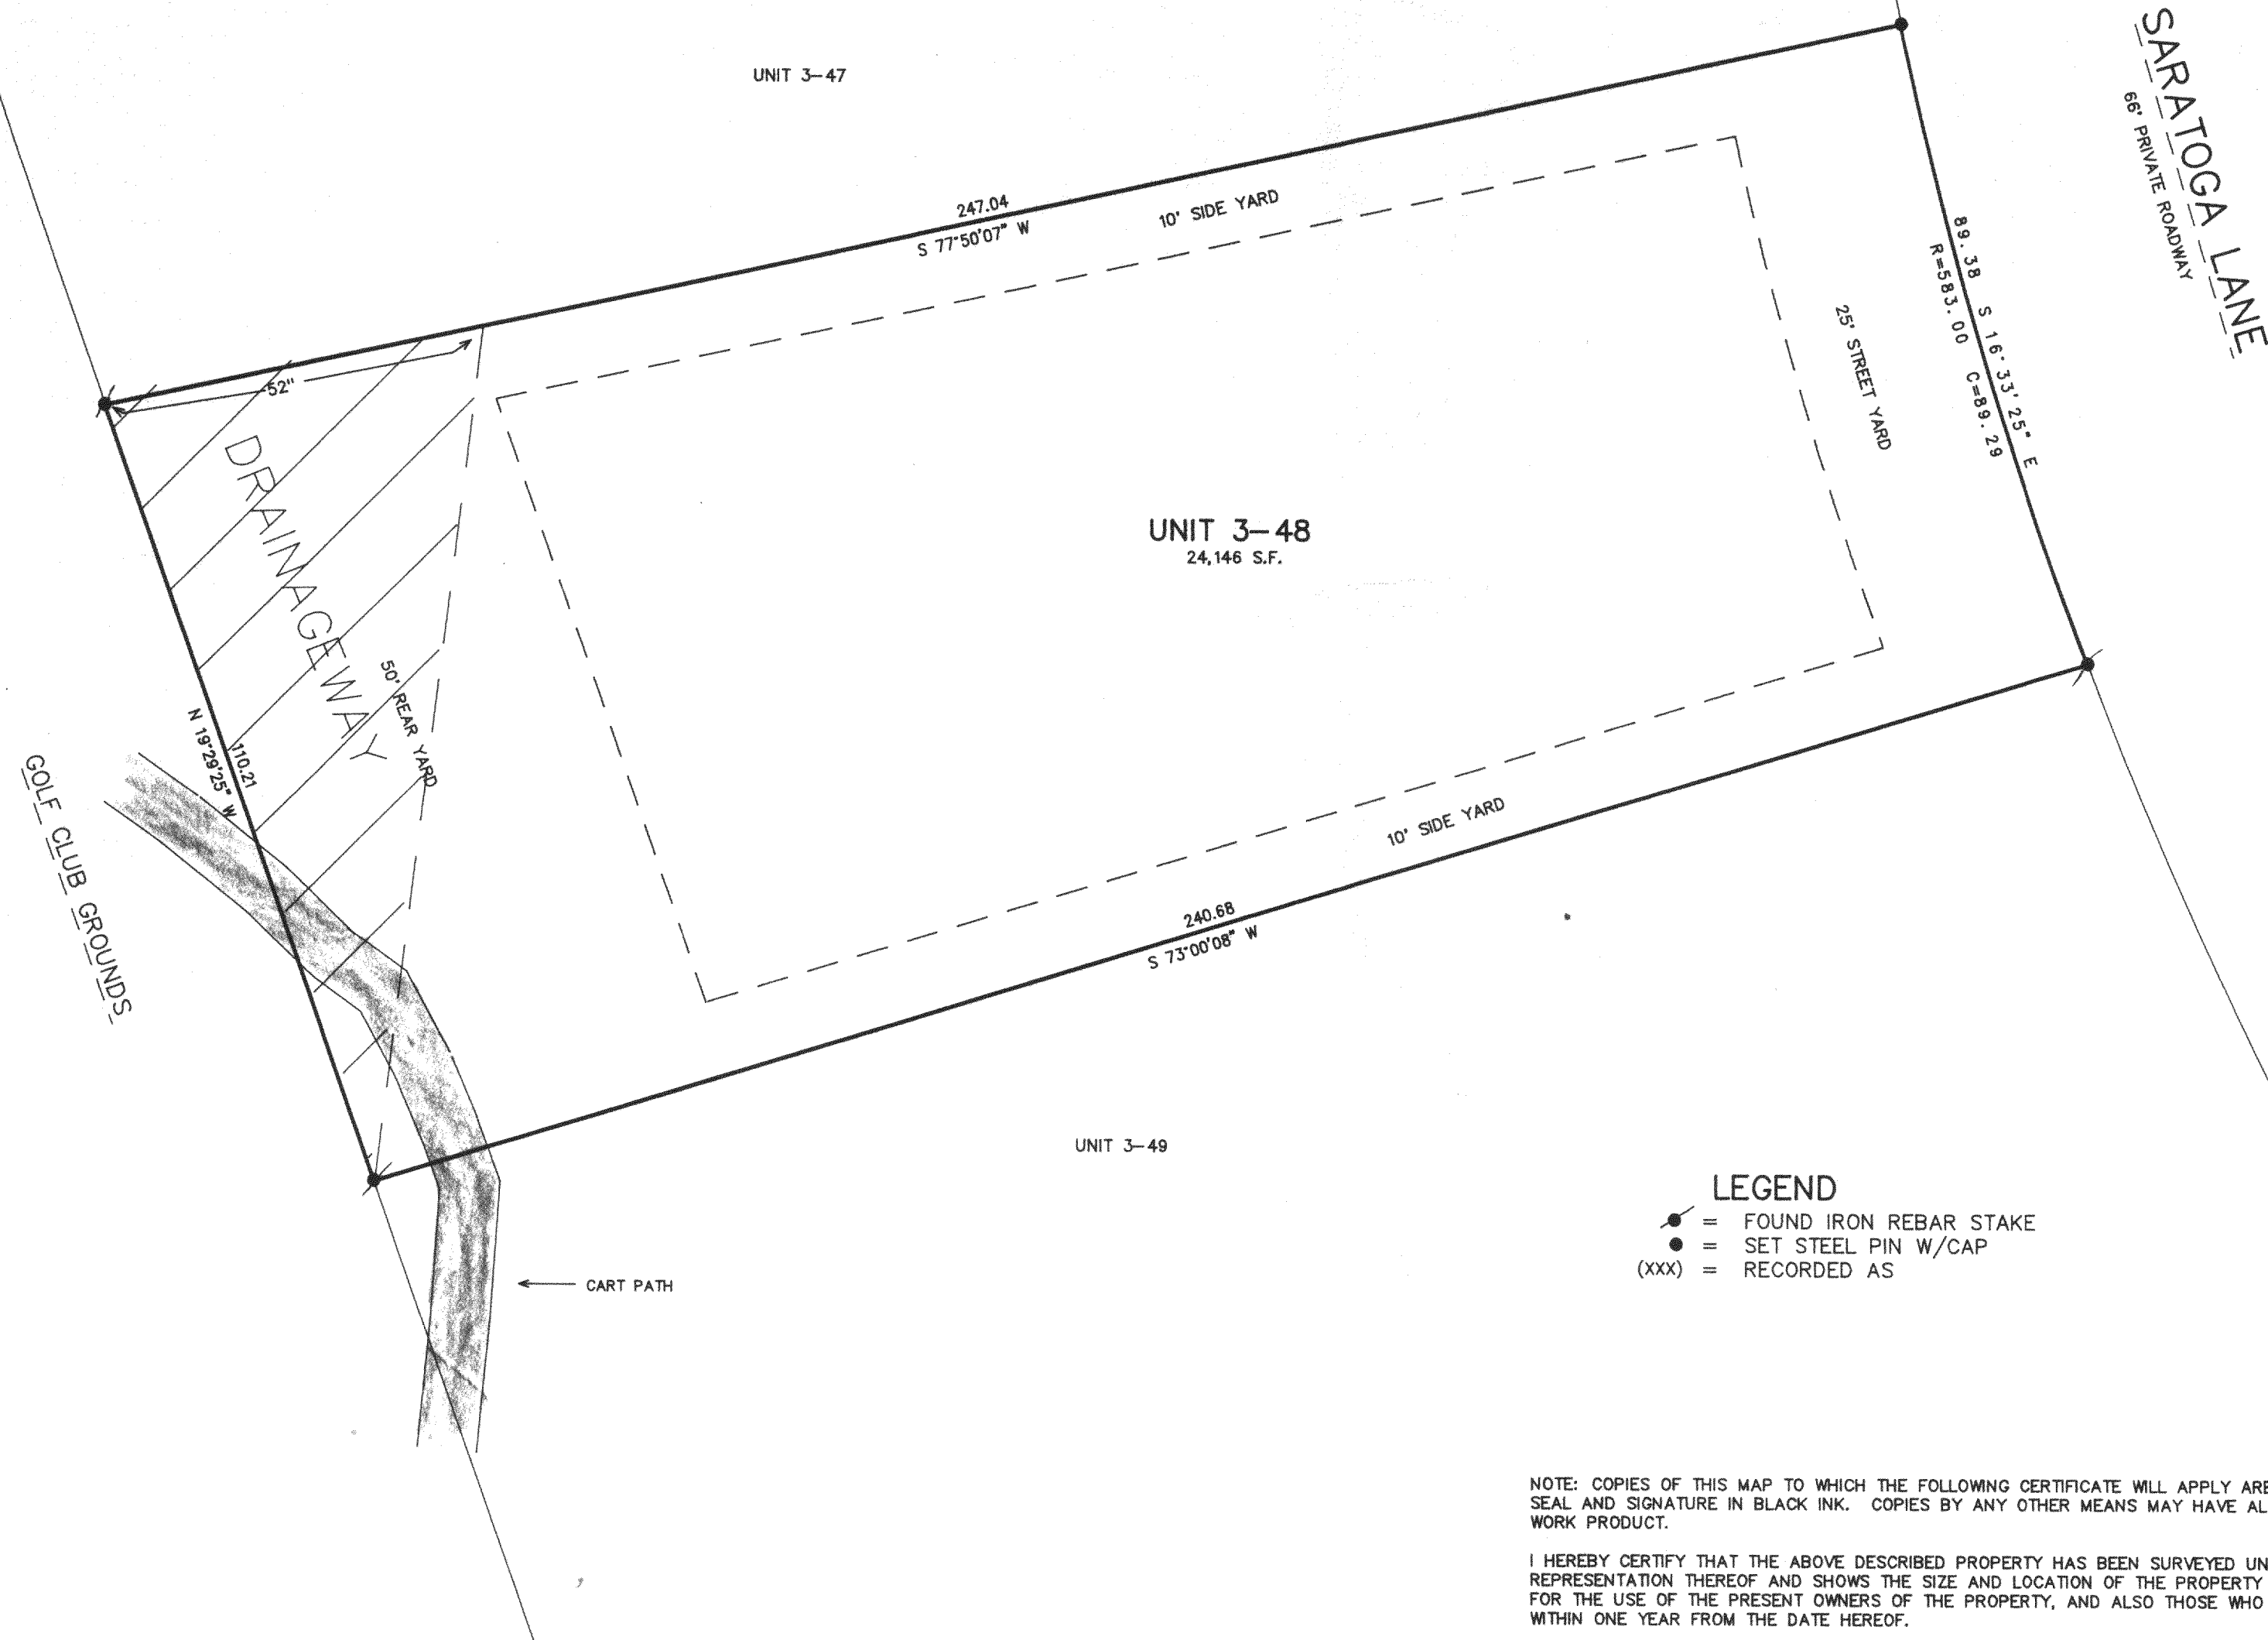 UNIT 3-47
SARATOGA LANE
66' PRIVATE ROADWAY
247.04
S 77°50'07" W
10' SIDE YARD
89.38 S 16°33'25" E
R=583.00 C=89.29
25' STREET YARD
52"
DRAINAGEWAY
50' REAR YARD
UNIT 3-48
24,146 S.F.
N 19°29'25" W
110.21
GOLF CLUB GROUNDS
10' SIDE YARD
240.68
S 73°00'08" W
UNIT 3-49
CART PATH
LEGEND
= FOUND IRON REBAR STAKE
= SET STEEL PIN W/CAP
(XXX) = RECORDED AS
NOTE: COPIES OF THIS MAP TO WHICH THE FOLLOWING CERTIFICATE WILL APPLY ARE
SEAL AND SIGNATURE IN BLACK INK. COPIES BY ANY OTHER MEANS MAY HAVE AL
WORK PRODUCT.
I HEREBY CERTIFY THAT THE ABOVE DESCRIBED PROPERTY HAS BEEN SURVEYED UN
REPRESENTATION THEREOF AND SHOWS THE SIZE AND LOCATION OF THE PROPERTY
FOR THE USE OF THE PRESENT OWNERS OF THE PROPERTY, AND ALSO THOSE WHO
WITHIN ONE YEAR FROM THE DATE HEREOF.